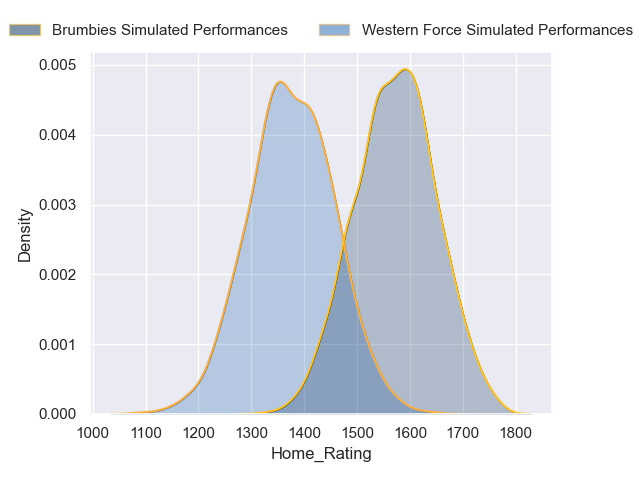 Brumbies Simulated Performances
Western Force Simulated Performances
0.005
0.004
0.003
0.002
0.001
0.000
Density
1000 1100 1200 1300 1400 1500 1600 1700 1800
Home_Rating